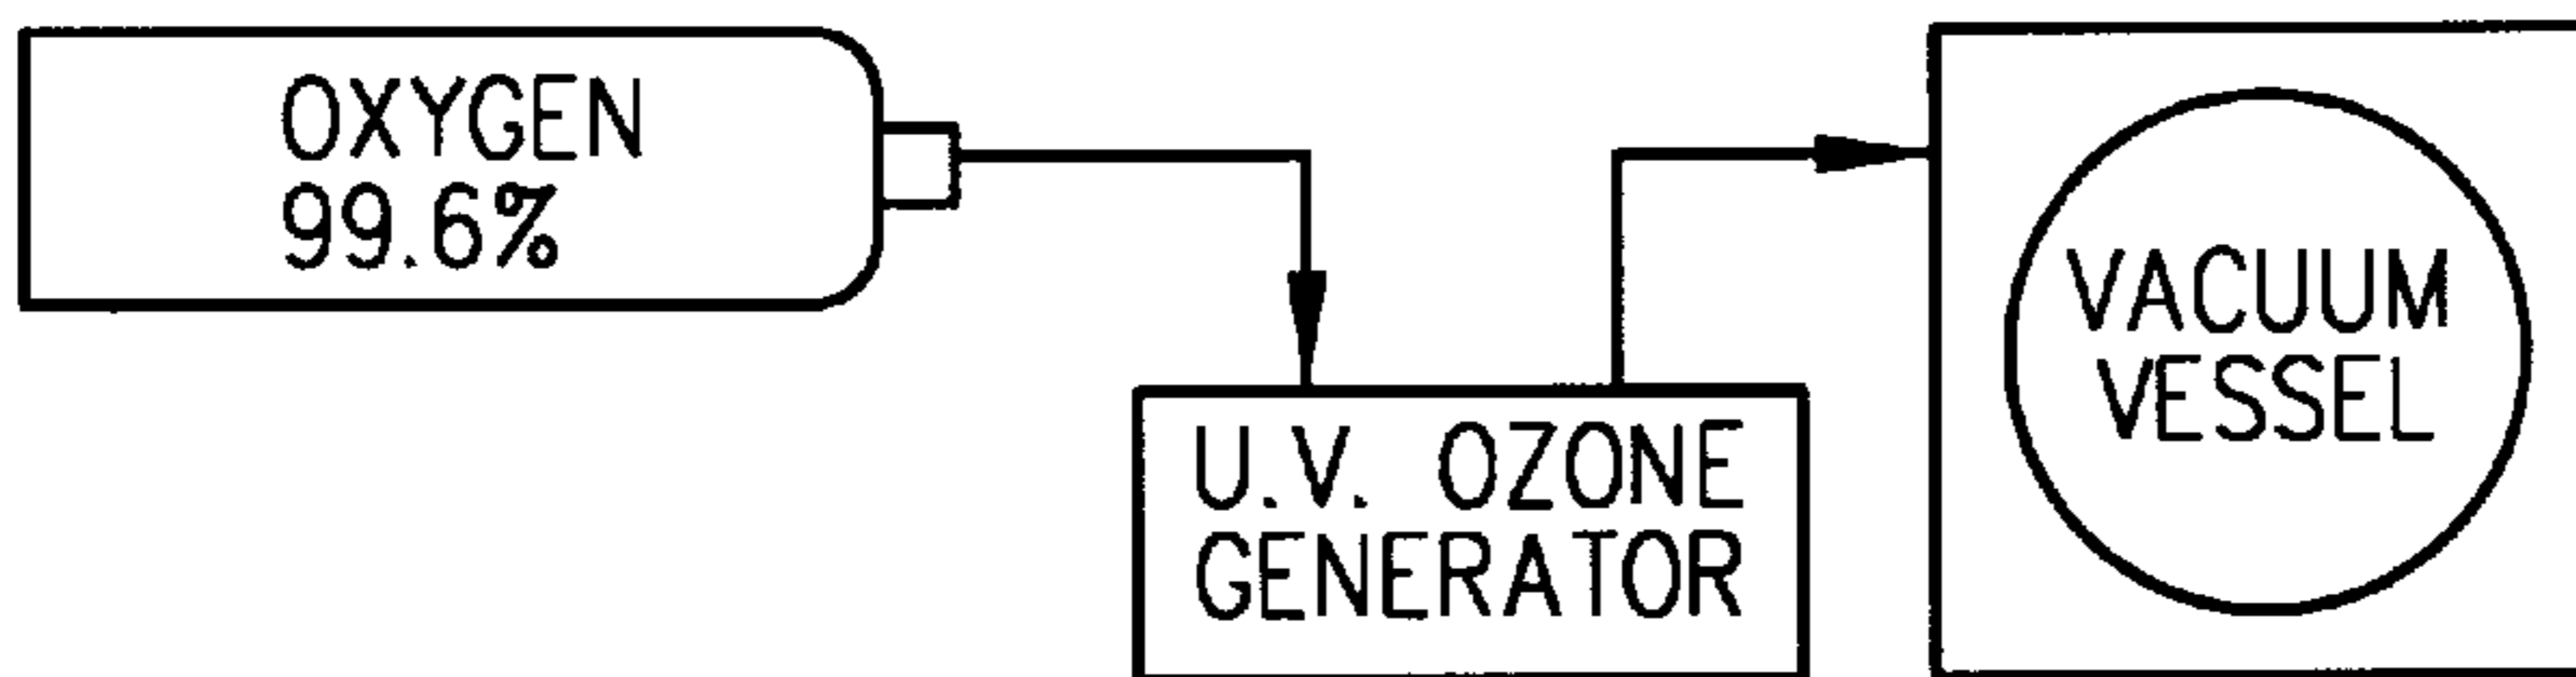 OXYGEN
99.6%
U.V. OZONE
GENERATOR
VACUUM
VESSEL